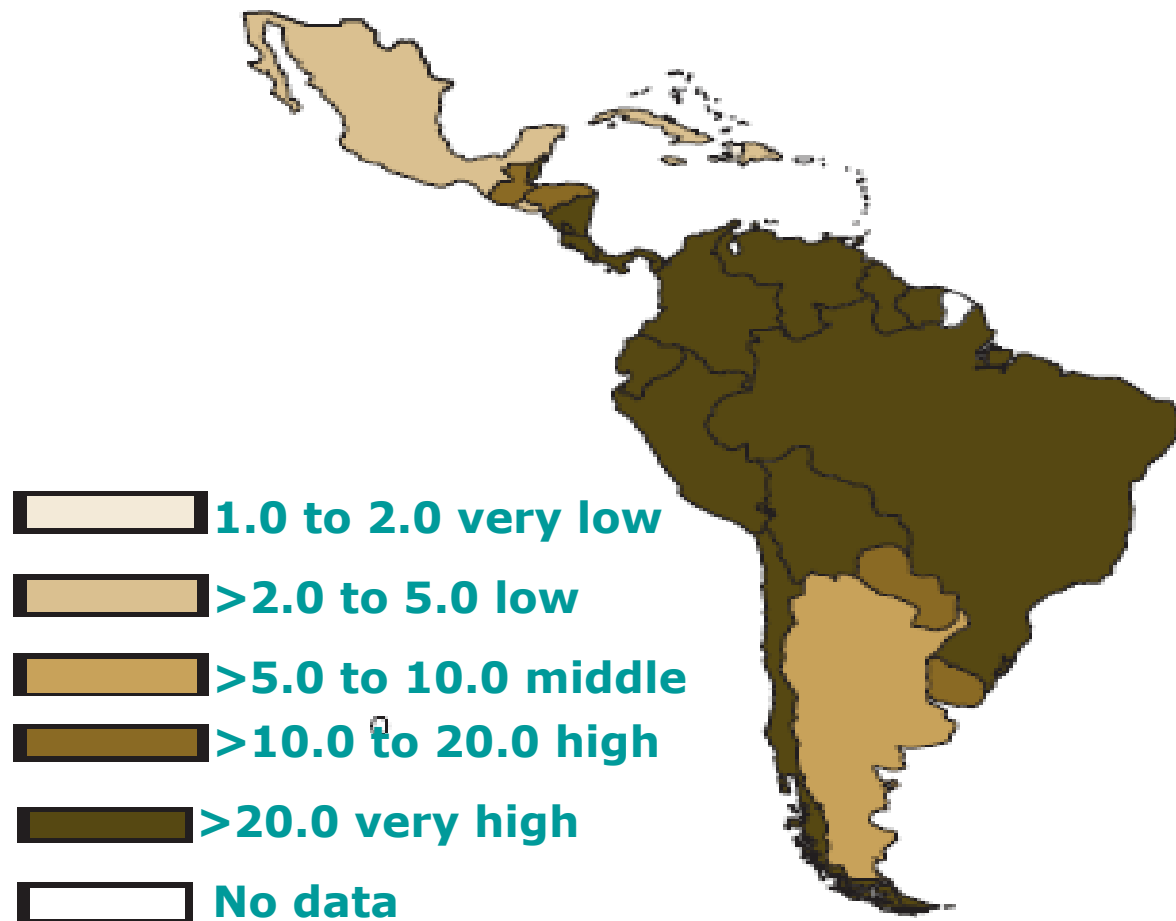 1.0 to 2.0 very low
>2.0 to 5.0 low
>5.0 to 10.0 middle
>10.0 to 20.0 high
>20.0 very high
No data